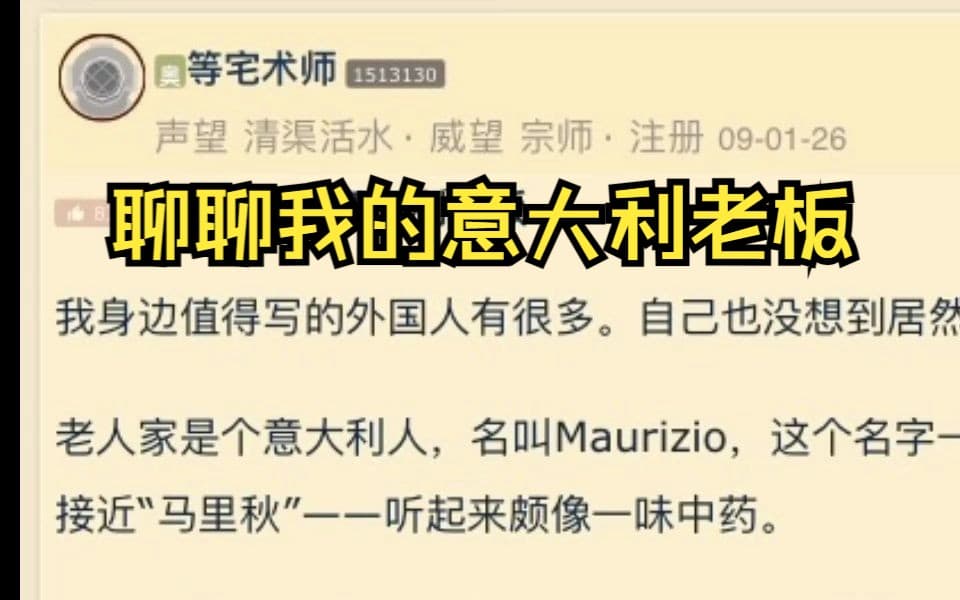 奥 等宅术师 1513130
声望 清渠活水 · 威望 宗师 · 注册 09-01-26
聊聊我的意大利老板
我身边值得写的外国人有很多。自己也没想到居然
老人家是个意大利人，名叫Maurizio，这个名字一
接近“马里秋”——听起来颇像一味中药。